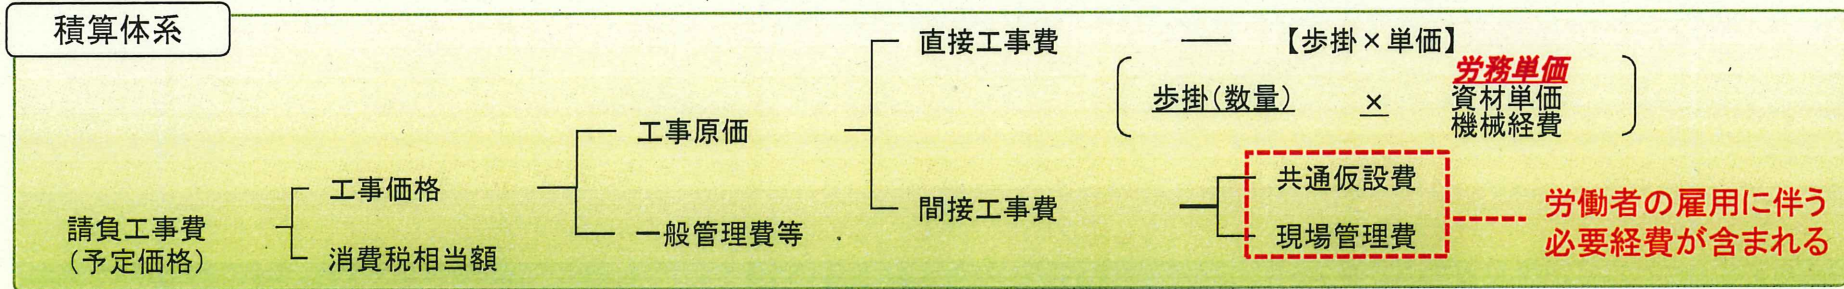 積算体系
直接工事費 ― 【歩掛×単価】
歩掛(数量) × 労務単価
資材単価
機械経費
工事原価
工事価格
間接工事費
共通仮設費
現場管理費
労働者の雇用に伴う
必要経費が含まれる
請負工事費
(予定価格)
一般管理費等
消費税相当額